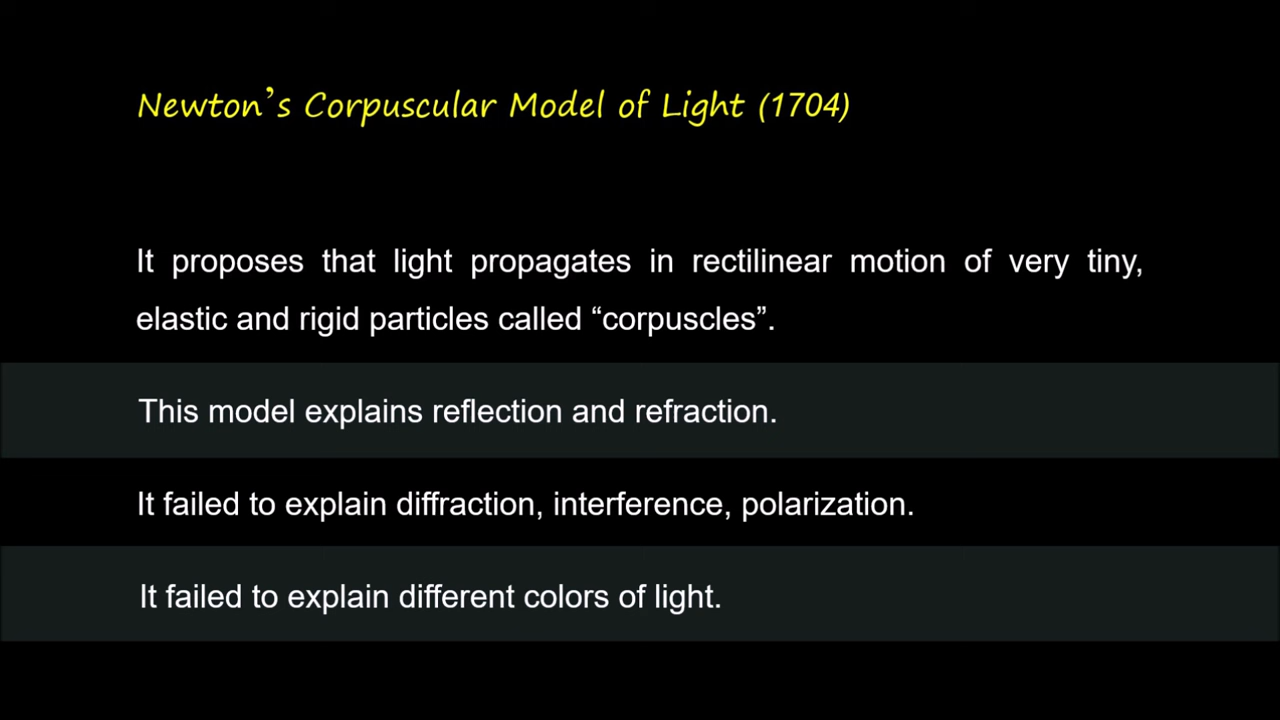 Newton’s Corpuscular Model of Light (1704)
It proposes that light propagates in rectilinear motion of very tiny,
elastic and rigid particles called “corpuscles”.
This model explains reflection and refraction.
It failed to explain diffraction, interference, polarization.
It failed to explain different colors of light.